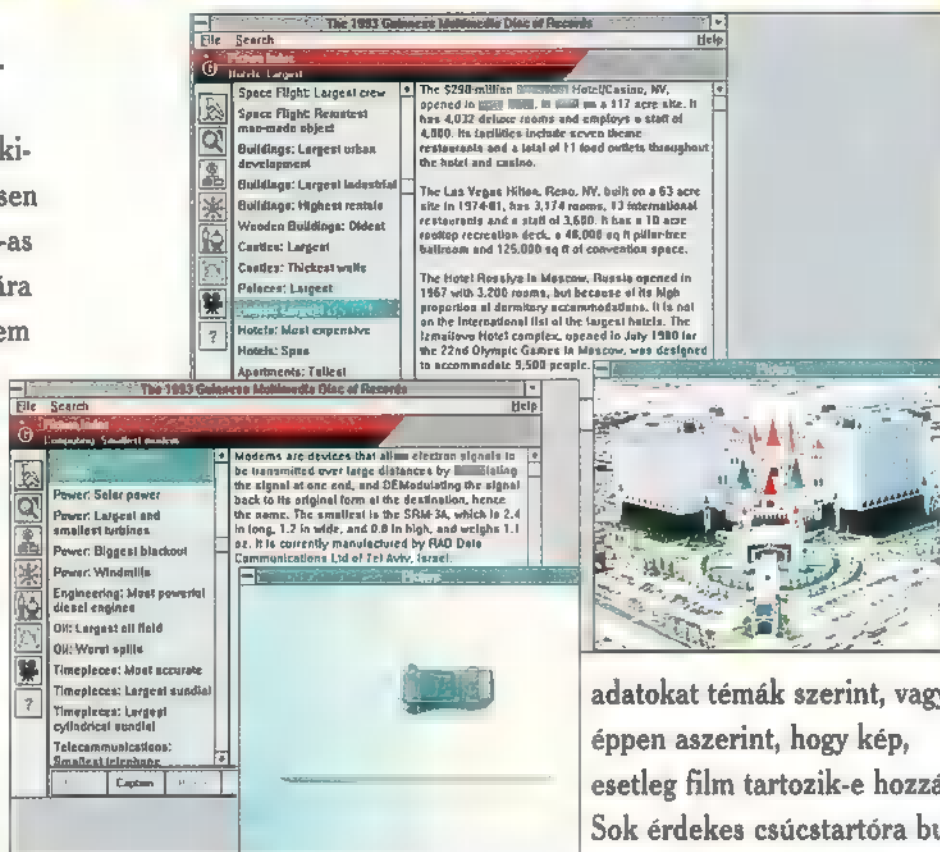 ki-
sen
-as
ára
em
The 1993 Guinness Multimedia Disc of Records
File Search Help
Picture Index
Hotels: Largest
Space Flight: Largest crew
Space Flight: Remotest
man-made object
Buildings: Largest urban
development
Buildings: Largest industrial
Buildings: Highest rentals
Wooden Buildings: Oldest
Castles: Largest
Castles: Thickest walls
Palaces: Largest
Hotels: Most expensive
Hotels: Spas
Apartments: Tallest
The $290-million Hotel/Casino, NV,
opened in on a 117 acre site. It
has 4,032 deluxe rooms and employs a staff of
4,000. Its facilities include seven theme
restaurants and a total of 11 food outlets throughout
the hotel and casino.
The Las Vegas Hilton, Reno, NV, built on a 63 acre
site in 1974-81, has 3,174 rooms, 13 international
restaurants and a staff of 3,600. It has a 10 acre
rooftop recreation deck, a 48,000 sq ft pillar-free
ballroom and 125,000 sq ft of convention space.
The Hotel Rossiya in Moscow, Russia opened in
1967 with 3,200 rooms, but because of its high
proportion of dormitory accommodations, it is not
on the international list of the largest hotels. The
Izmailovo Hotel complex, opened in July 1980 for
the 22nd Olympic Games in Moscow, was designed
to accommodate 9,500 people.
The 1993 Guinness Multimedia Disc of Records
File Search Help
Picture Index
Computing: Smallest modem
Power: Solar power
Power: Largest and
smallest turbines
Power: Biggest blackout
Power: Windmills
Engineering: Most powerful
diesel engines
Oil: Largest oil field
Oil: Worst spills
Timepieces: Most accurate
Timepieces: Largest sundial
Timepieces: Largest
cylindrical sundial
Telecommunications:
Smallest telephone
Caption
Modems are devices that electron signals to
be transmitted over large distances by
the signal at one end, and DEModulating the signal
back to its original form at the destination, hence
the name. The smallest is the SRM-3A, which is 2.4
in long, 1.2 in wide, and 0.8 in high, and weighs 1.1
oz. It is currently manufactured by RAD Data
Communications Ltd of Tel Aviv, Israel.
Picture
Picture
adatokat témák szerint, vagy
éppen aszerint, hogy kép,
esetleg film tartozik-e hozzá
Sok érdekes csúcstartóra bu